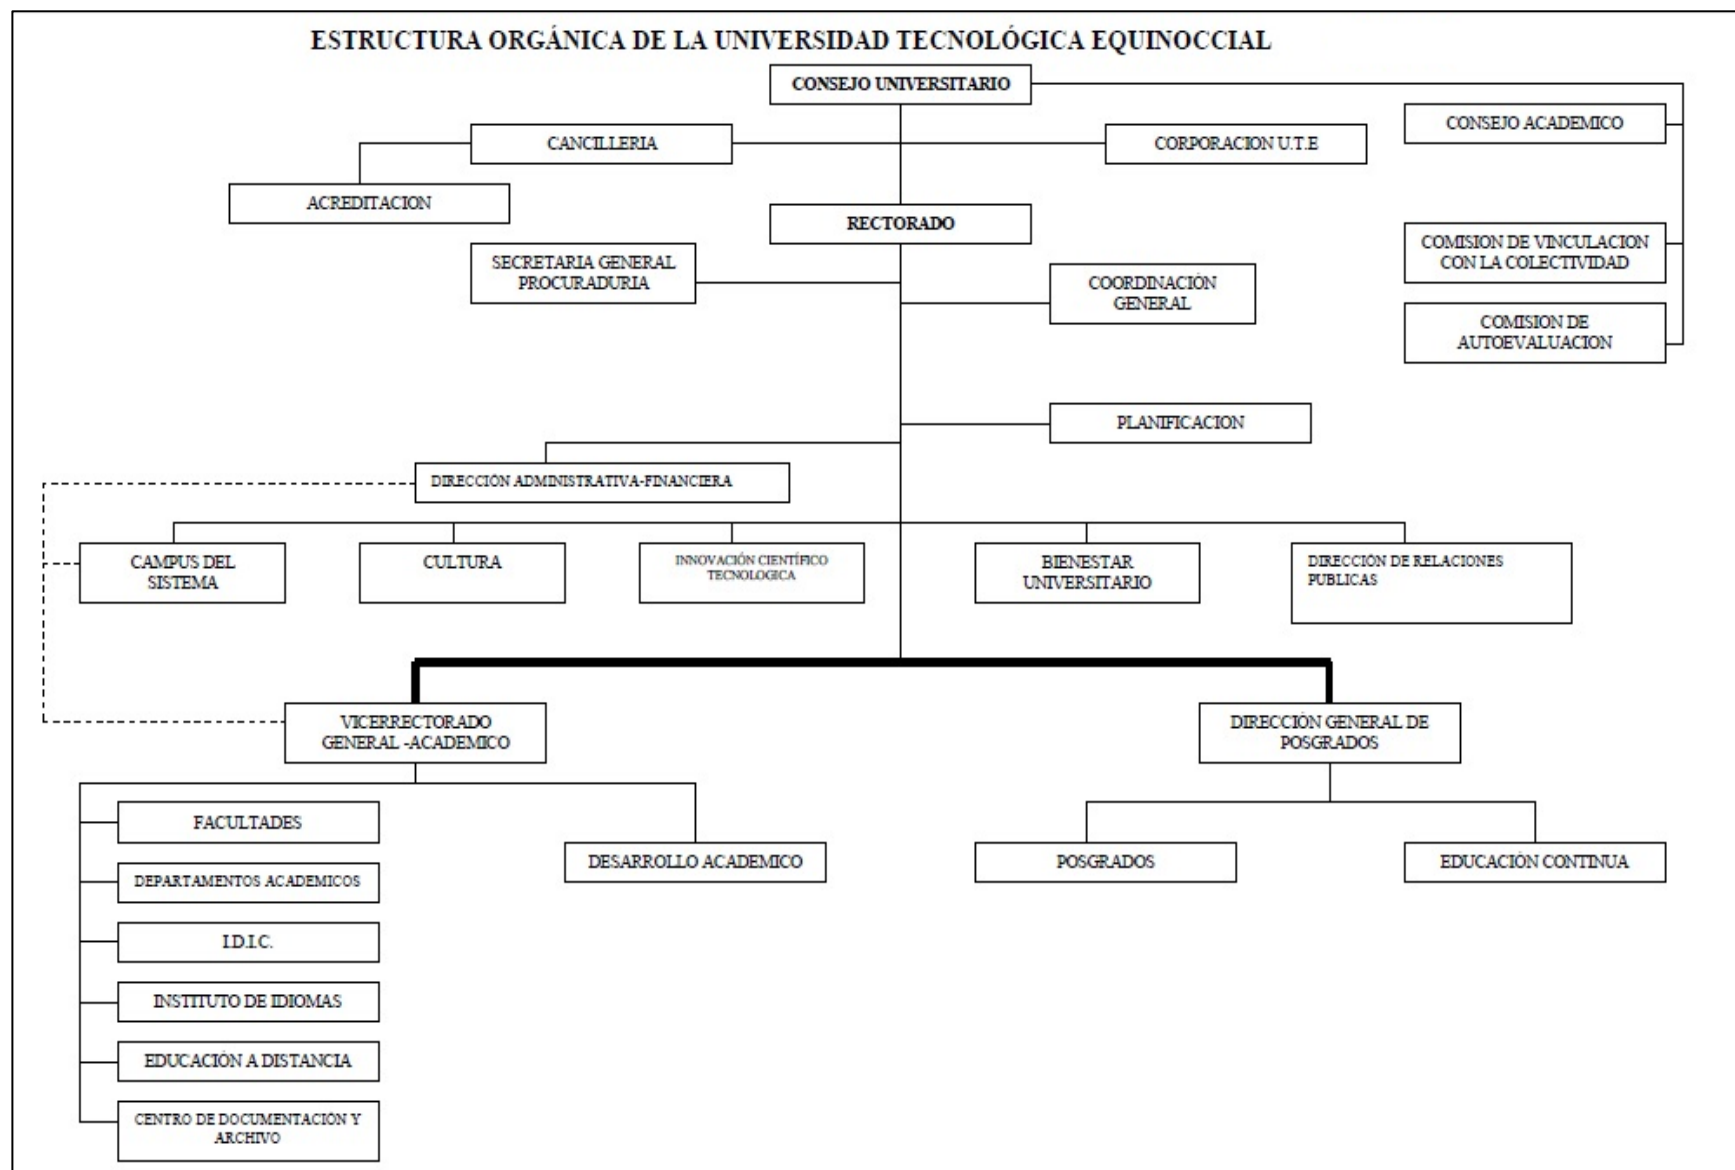 ESTRUCTURA ORGÁNICA DE LA UNIVERSIDAD TECNOLÓGICA EQUINOCCIAL
CONSEJO UNIVERSITARIO
CONSEJO ACADEMICO
CANCILLERIA
CORPORACION U.T.E
ACREDITACION
RECTORADO
COMISION DE VINCULACION
CON LA COLECTIVIDAD
SECRETARIA GENERAL
PROCURADURIA
COORDINACIÓN
GENERAL
COMISION DE
AUTOEVALUACION
PLANIFICACION
DIRECCIÓN ADMINISTRATIVA-FINANCIERA
CAMPUS DEL
SISTEMA
CULTURA
INNOVACIÓN CIENTÍFICO
TECNOLOGICA
BIENESTAR
UNIVERSITARIO
DIRECCIÓN DE RELACIONES
PUBLICAS
VICERRECTORADO
GENERAL -ACADEMICO
DIRECCIÓN GENERAL DE
POSGRADOS
FACULTADES
DESARROLLO ACADEMICO
POSGRADOS
EDUCACIÓN CONTINUA
DEPARTAMENTOS ACADEMICOS
I.D.I.C.
INSTITUTO DE IDIOMAS
EDUCACIÓN A DISTANCIA
CENTRO DE DOCUMENTACIÓN Y
ARCHIVO